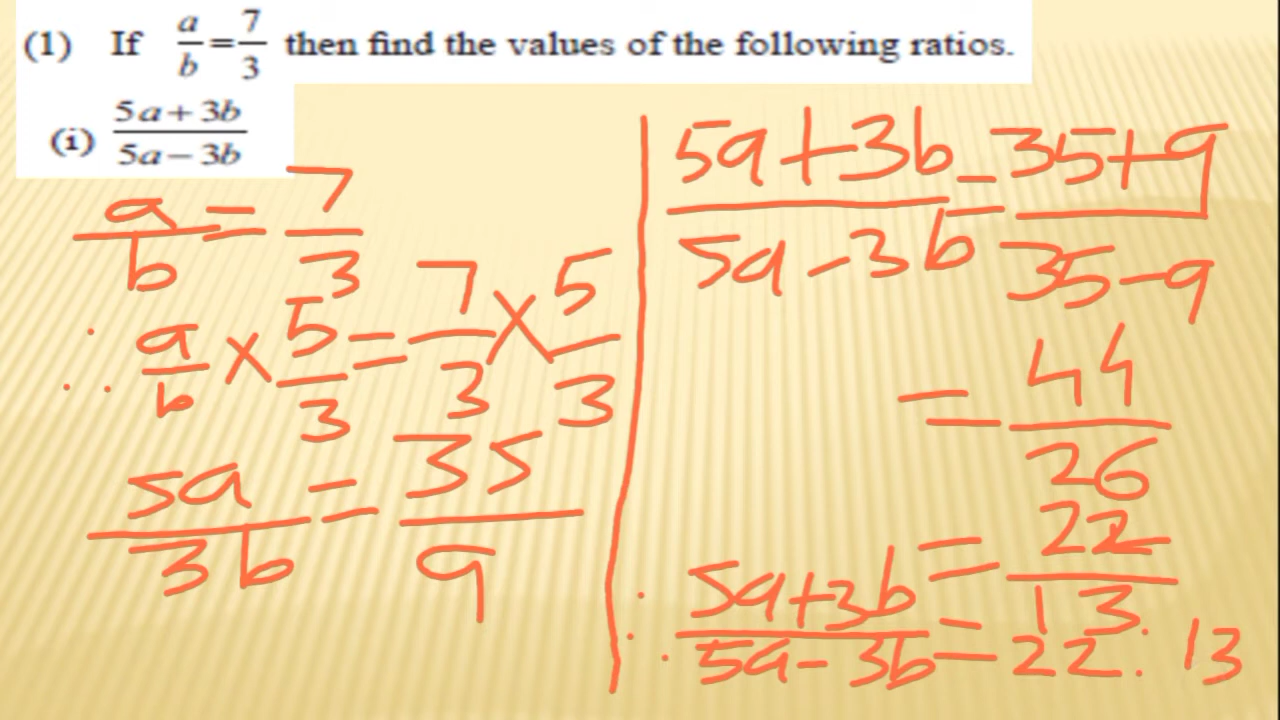 (1) If a/b = 7/3 then find the values of the following ratios.
(i) (5a + 3b)/(5a − 3b)
a/b = 7/3
∴ a/b × 5/3 = 7/3 × 5/3
5a/3b = 35/9
(5a + 3b)/(5a − 3b) = (35 + 9)/(35 − 9)
= 44/26
= 22/13
∴ (5a + 3b)/(5a − 3b) = 22 : 13